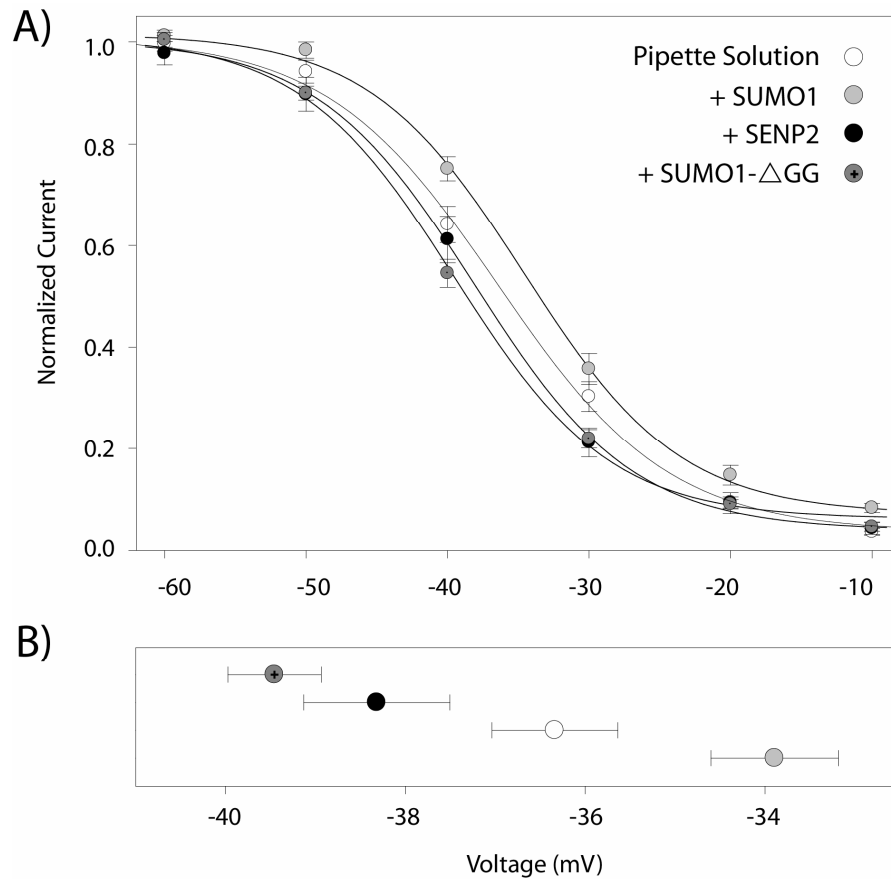 A)
Pipette Solution
+ SUMO1
+ SENP2
+ SUMO1-△GG
Normalized Current
1.0
0.8
0.6
0.4
0.2
0.0
-60 -50 -40 -30 -20 -10
B)
-40 -38 -36 -34
Voltage (mV)